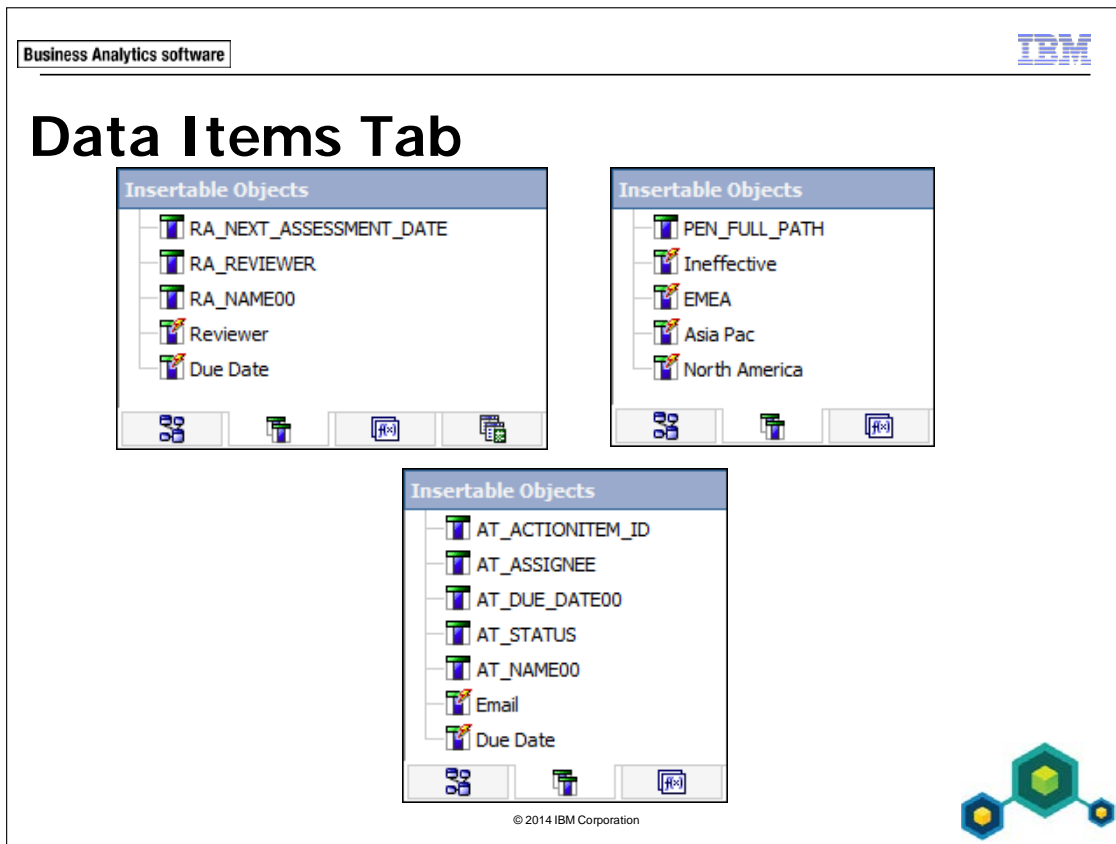 Business Analytics software
IBM
Data Items Tab
Insertable Objects
RA_NEXT_ASSESSMENT_DATE
RA_REVIEWER
RA_NAME00
Reviewer
Due Date
Insertable Objects
PEN_FULL_PATH
Ineffective
EMEA
Asia Pac
North America
Insertable Objects
AT_ACTIONITEM_ID
AT_ASSIGNEE
AT_DUE_DATE00
AT_STATUS
AT_NAME00
Email
Due Date
© 2014 IBM Corporation